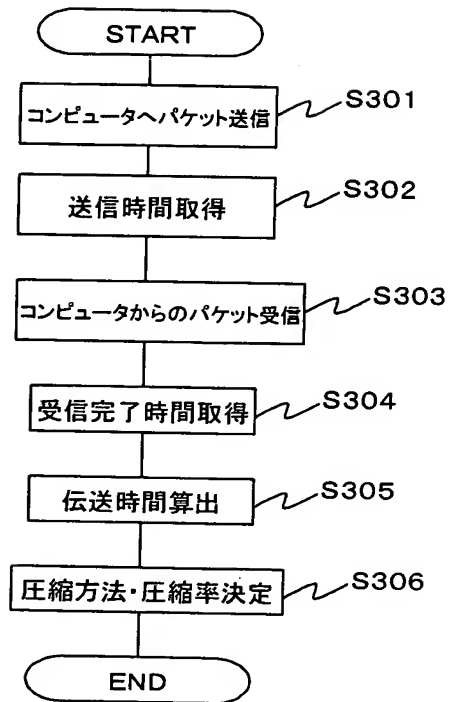 START
コンピュータへパケット送信
S301
送信時間取得
S302
コンピュータからのパケット受信
S303
受信完了時間取得
S304
伝送時間算出
S305
圧縮方法・圧縮率決定
S306
END